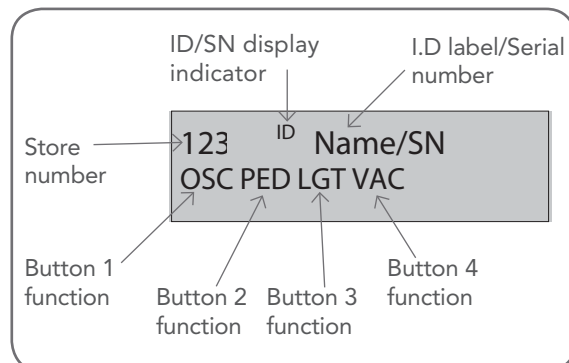 ID/SN display
indicator
I.D label/Serial
number
Store
number
123 ID Name/SN
OSC PED LGT VAC
Button 1
function
Button 2
function
Button 3
function
Button 4
function